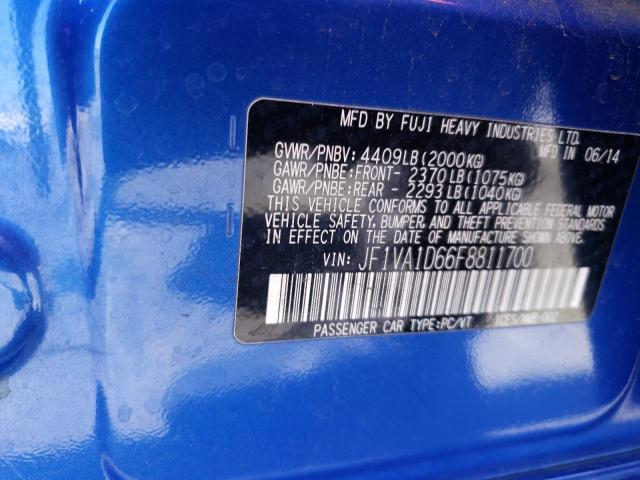 MFD BY FUJI HEAVY INDUSTRIES LTD.
MFD IN 06/14
GVWR/PNBV: 4409LB(2000KG)
GAWR/PNBE:FRONT- 2370LB(1075KG)
GAWR/PNBE:REAR - 2293LB(1040KG)
THIS VEHICLE CONFORMS TO ALL APPLICABLE FEDERAL MOTOR
VEHICLE SAFETY, BUMPER, AND THEFT PREVENTION STANDARDS
IN EFFECT ON THE DATE OF MANUFACTURE SHOWN ABOVE.
VIN: JF1VA1D66F8811700
PASSENGER CAR TYPE:PC/VT